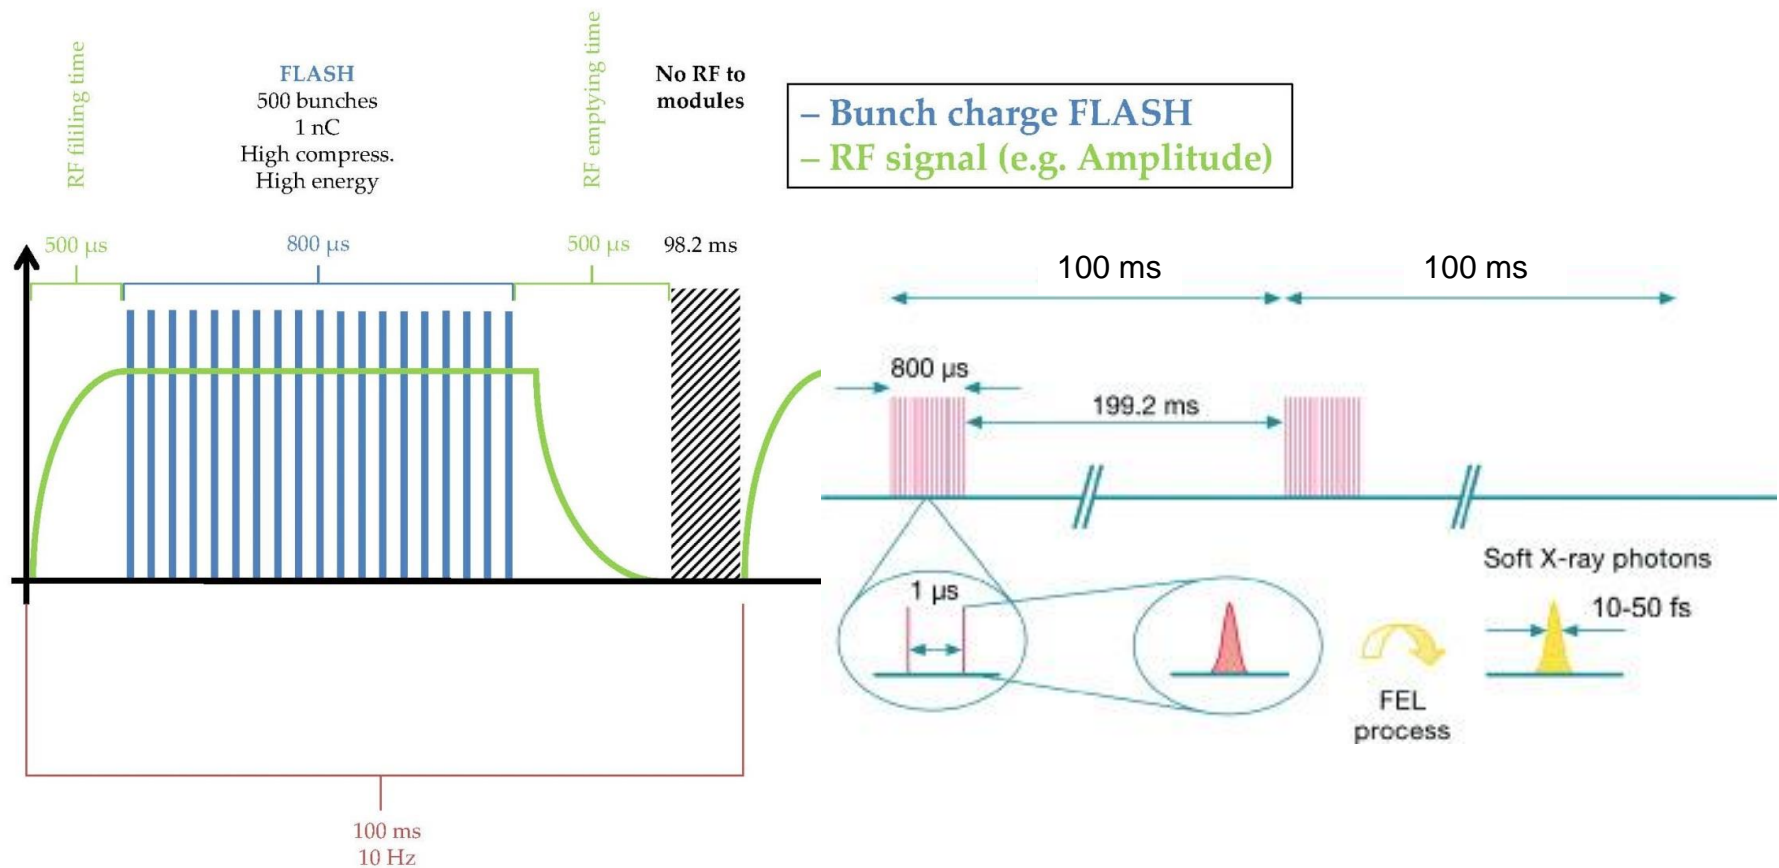 RF fililing time
FLASH
500 bunches
1 nC
High compress.
High energy
RF emptying time
No RF to
modules
– Bunch charge FLASH
– RF signal (e.g. Amplitude)
500 µs
800 µs
500 µs
98.2 ms
100 ms
10 Hz
100 ms
100 ms
800 µs
199.2 ms
1 µs
Soft X-ray photons
10-50 fs
FEL
process